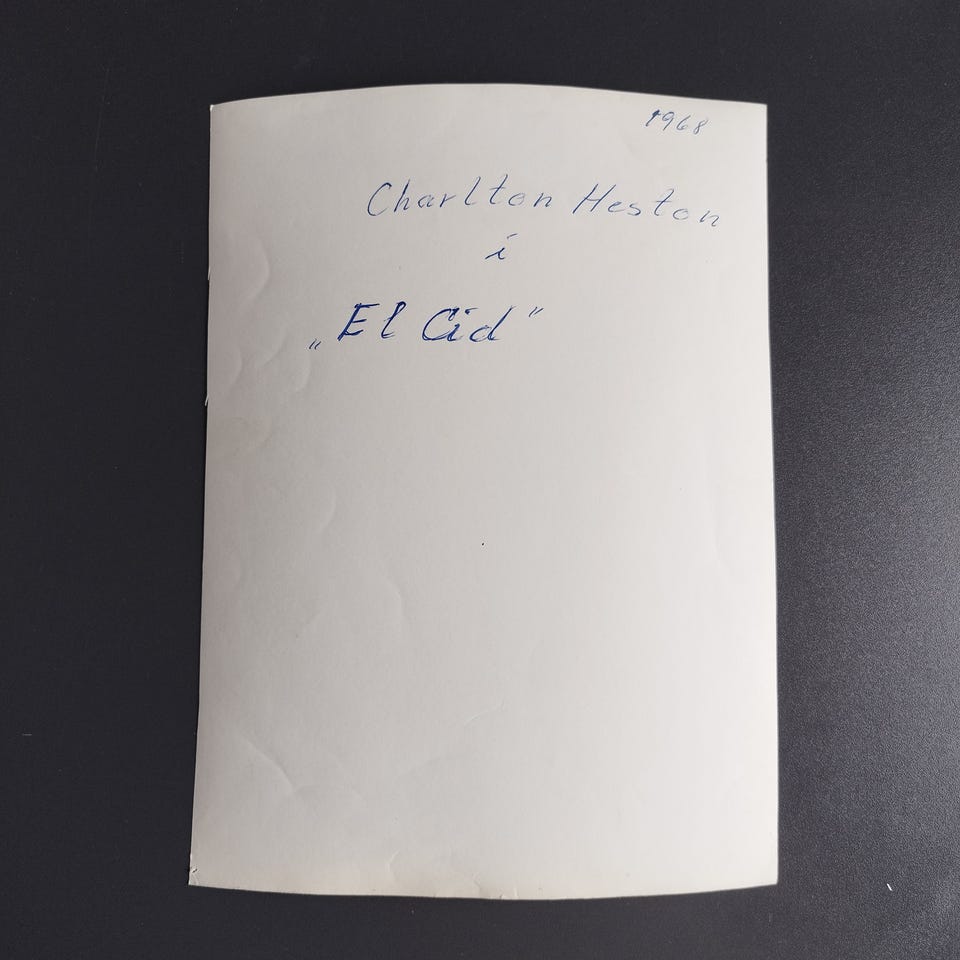 1968
Charlton Heston
i
„El Cid"